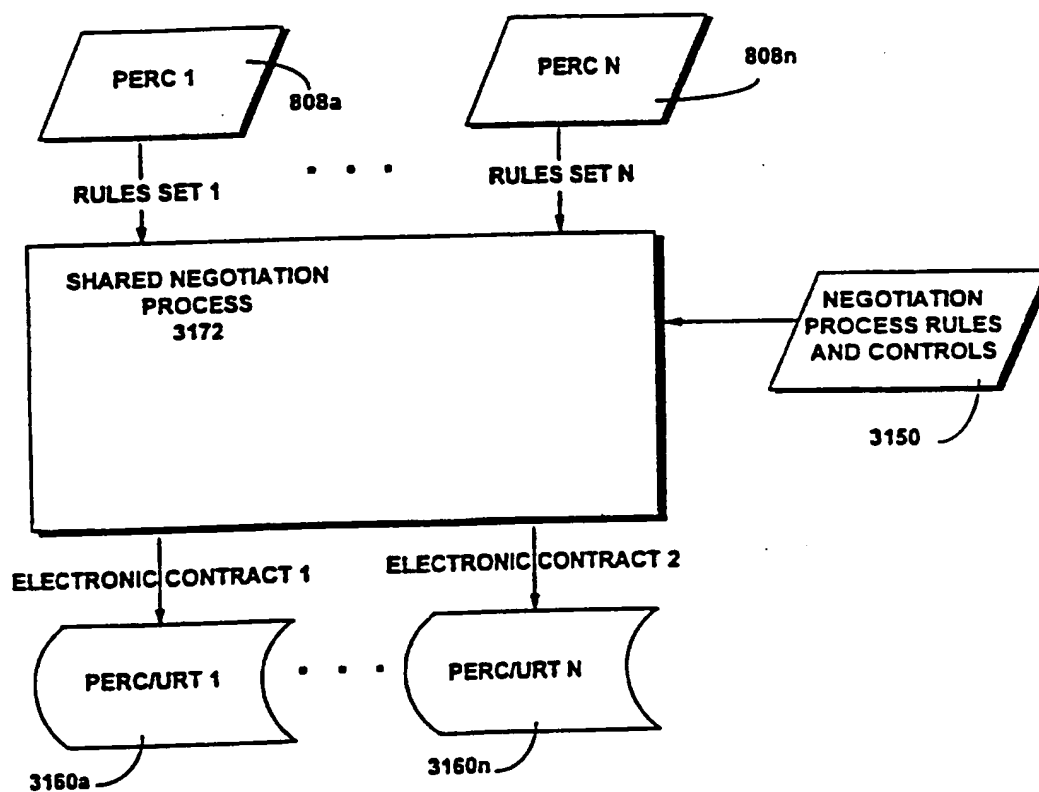 PERC 1
808a
PERC N
808n
RULES SET 1
RULES SET N
SHARED NEGOTIATION
PROCESS
3172
NEGOTIATION
PROCESS RULES
AND CONTROLS
3150
ELECTRONIC CONTRACT 1
ELECTRONIC CONTRACT 2
PERC/URT 1
PERC/URT N
3160a
3160n